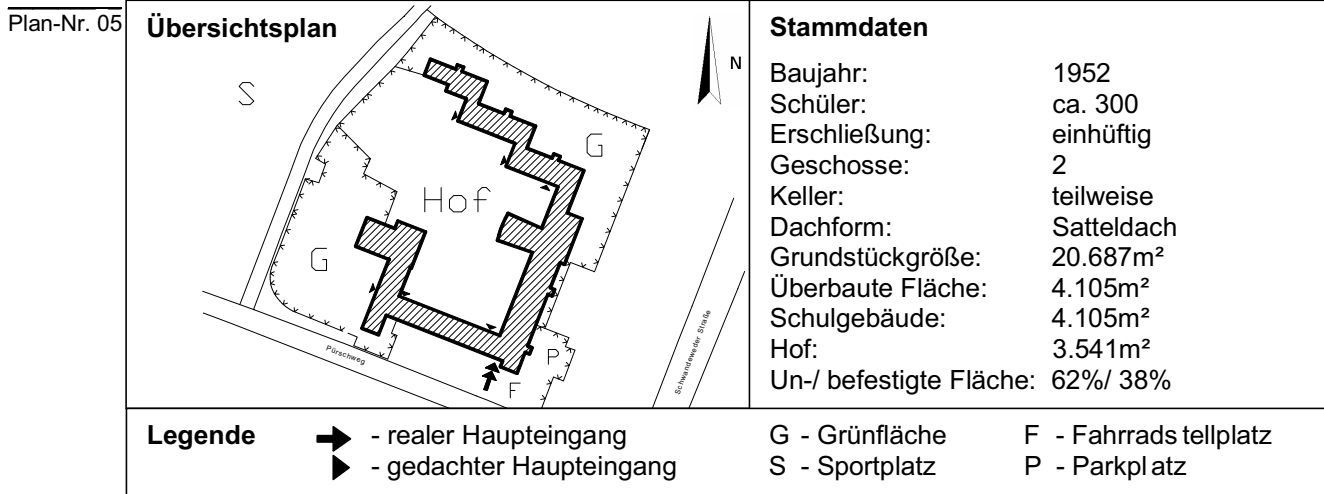 Plan-Nr. 05
Übersichtsplan
N
S
G
Hof
G
P
F
Pürschweg
Schwandeweder Straße
Stammdaten
Baujahr: 1952
Schüler: ca. 300
Erschließung: einhüftig
Geschosse: 2
Keller: teilweise
Dachform: Satteldach
Grundstückgröße: 20.687m²
Überbaute Fläche: 4.105m²
Schulgebäude: 4.105m²
Hof: 3.541m²
Un-/ befestigte Fläche: 62%/ 38%
Legende
- realer Haupteingang
- gedachter Haupteingang
G - Grünfläche
S - Sportplatz
F - Fahrrads tellplatz
P - Parkpl atz